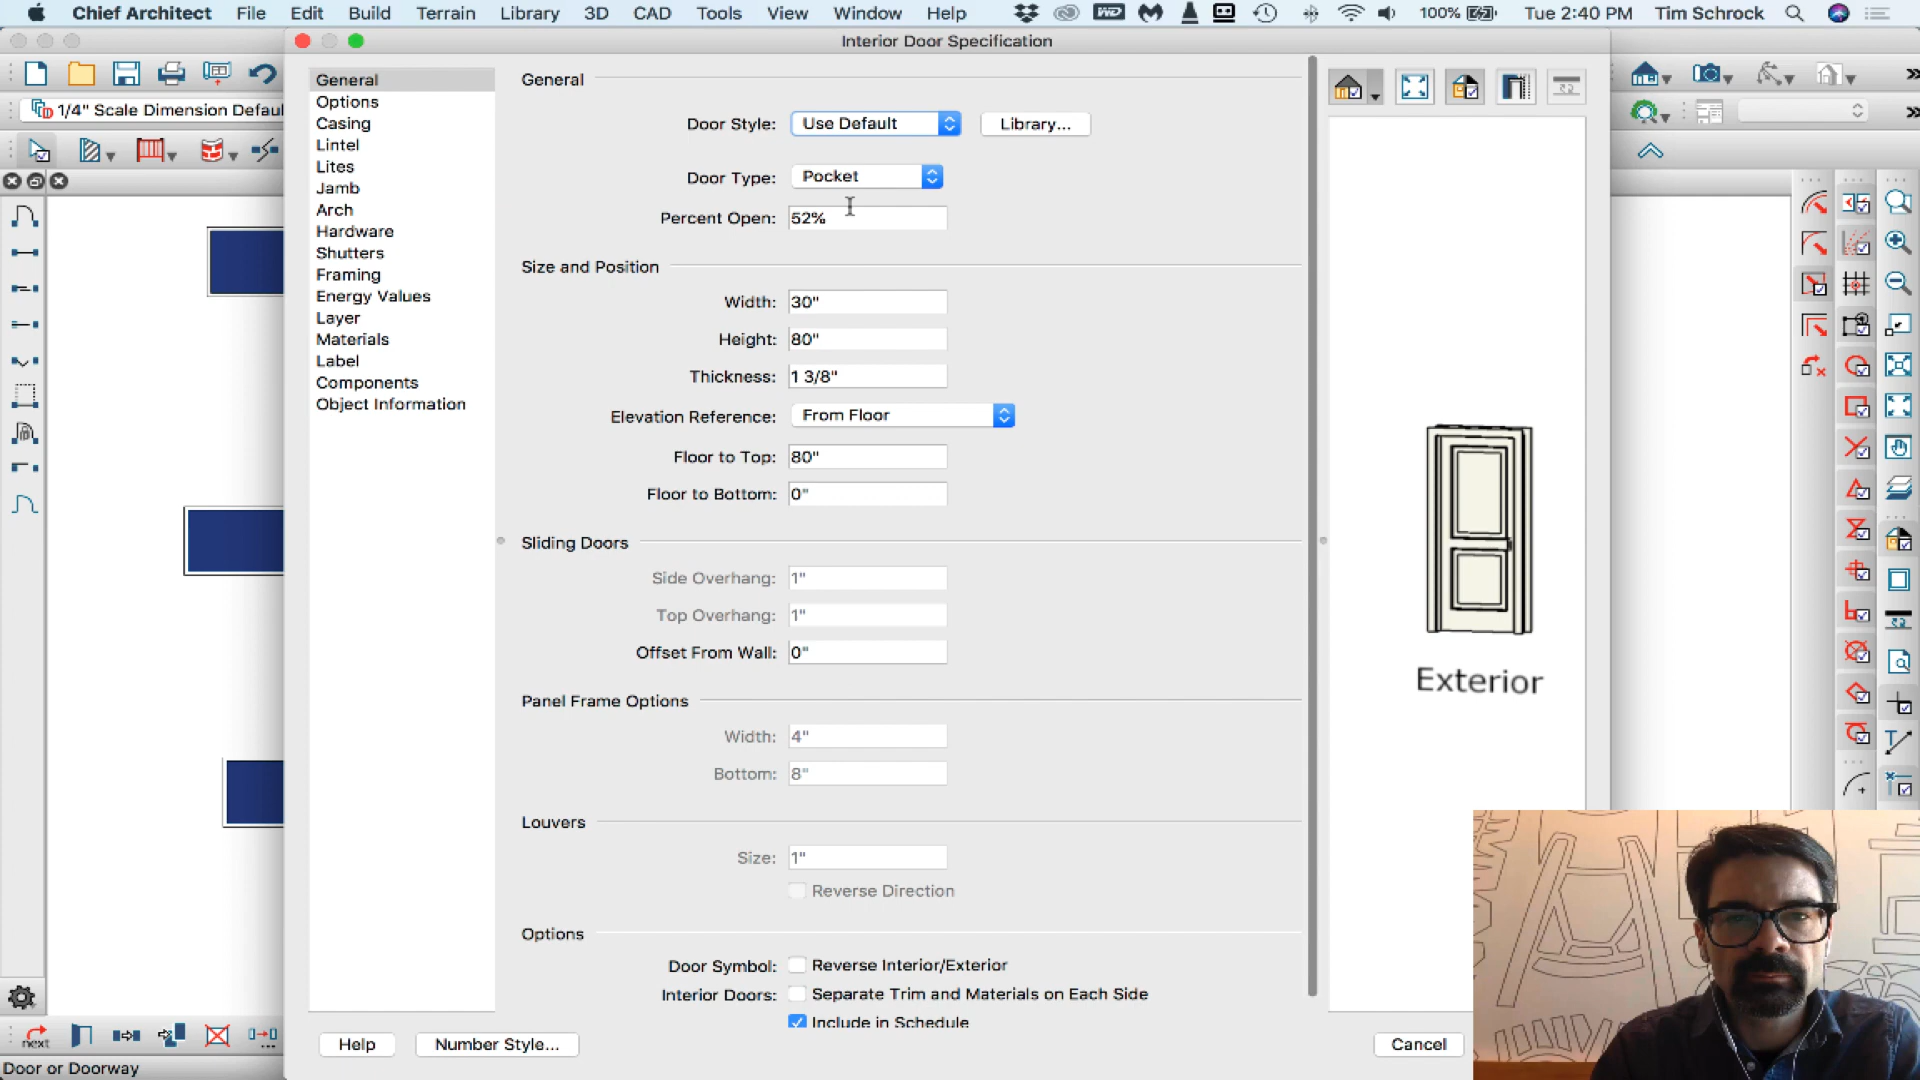 Chief Architect File Edit Build Terrain Library 3D CAD Tools View Window Help 100% Tue 2:40 PM Tim Schrock
Interior Door Specification
1/4" Scale Dimension Defaul
General
Options
Casing
Lintel
Lites
Jamb
Arch
Hardware
Shutters
Framing
Energy Values
Layer
Materials
Label
Components
Object Information
General
Door Style: Use Default Library...
Door Type: Pocket
Percent Open: 52%
Size and Position
Width: 30"
Height: 80"
Thickness: 1 3/8"
Elevation Reference: From Floor
Floor to Top: 80"
Floor to Bottom: 0"
Sliding Doors
Side Overhang: 1"
Top Overhang: 1"
Offset From Wall: 0"
Panel Frame Options
Width: 4"
Bottom: 8"
Louvers
Size: 1"
Reverse Direction
Options
Door Symbol: Reverse Interior/Exterior
Interior Doors: Separate Trim and Materials on Each Side
Include in Schedule
Exterior
Help Number Style... Cancel
next
Door or Doorway